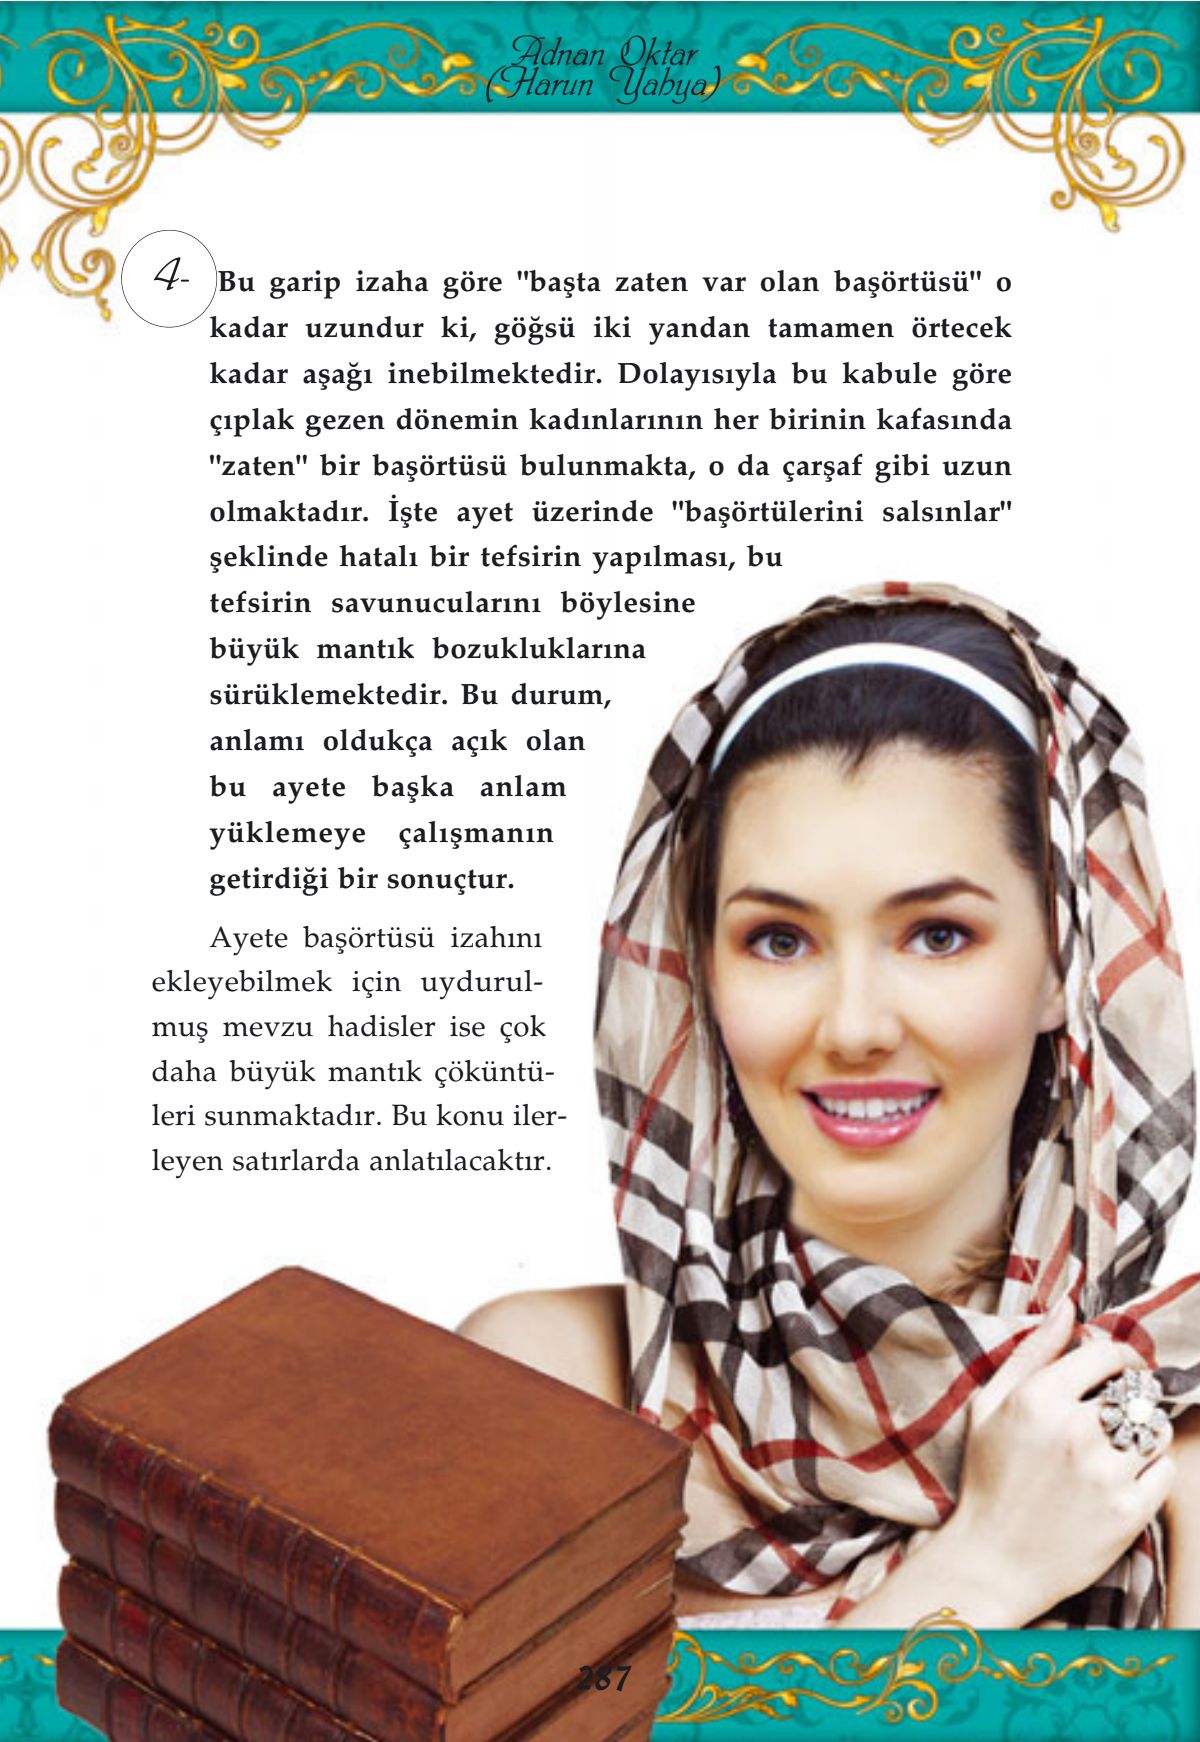 Adnan Oktar
(Harun Yahya)
4- Bu garip izaha göre "başta zaten var olan başörtüsü" o
kadar uzundur ki, göğsü iki yandan tamamen örtecek
kadar aşağı inebilmektedir. Dolayısıyla bu kabule göre
çıplak gezen dönemin kadınlarının her birinin kafasında
"zaten" bir başörtüsü bulunmakta, o da çarşaf gibi uzun
olmaktadır. İşte ayet üzerinde "başörtülerini salsınlar"
şeklinde hatalı bir tefsirin yapılması, bu
tefsirin savunucularını böylesine
büyük mantık bozukluklarına
sürüklemektedir. Bu durum,
anlamı oldukça açık olan
bu ayete başka anlam
yüklemeye çalışmanın
getirdiği bir sonuçtur.
Ayete başörtüsü izahını
ekleyebilmek için uydurul-
muş mevzu hadisler ise çok
daha büyük mantık çöküntü-
leri sunmaktadır. Bu konu iler-
leyen satırlarda anlatılacaktır.
287